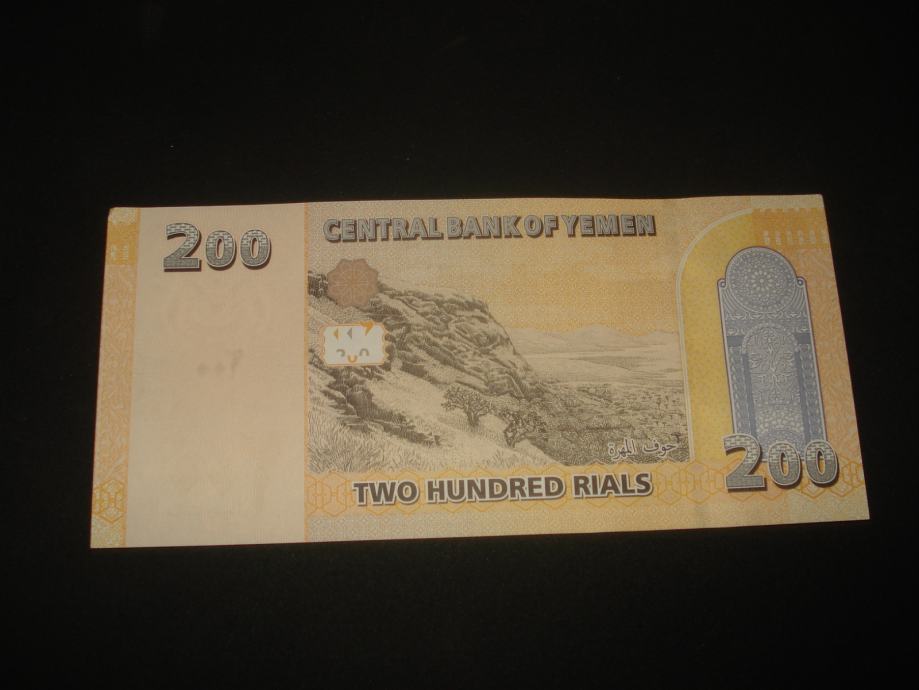 200
CENTRAL BANK OF YEMEN
حوف المهرة
TWO HUNDRED RIALS
200